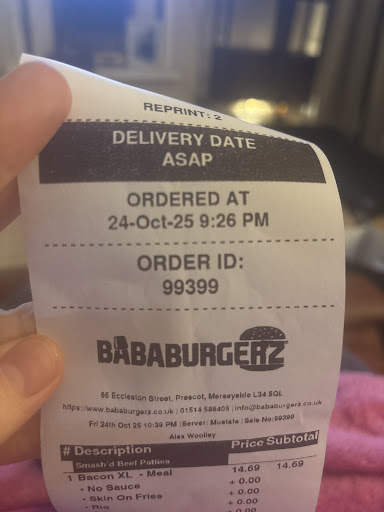 REPRINT: 2
DELIVERY DATE
ASAP
ORDERED AT
24-Oct-25 9:26 PM
ORDER ID:
99399
BABABURGERZ
66 Eccleston Street, Prescot, Merseyside L34 5QL
https://www.bababurgerz.co.uk | 01514 586405 | info@bababurgerz.co.uk
Fri 24th Oct 25 10:39 PM |Server: Mustafa | Sale No:99399
Alex Woolley
# Description Price Subtotal
Smash'd Beef Patties
1 Bacon XL - Meal 14.69 14.69
- No Sauce + 0.00
- Skin On Fries + 0.00
- Rio + 0.00